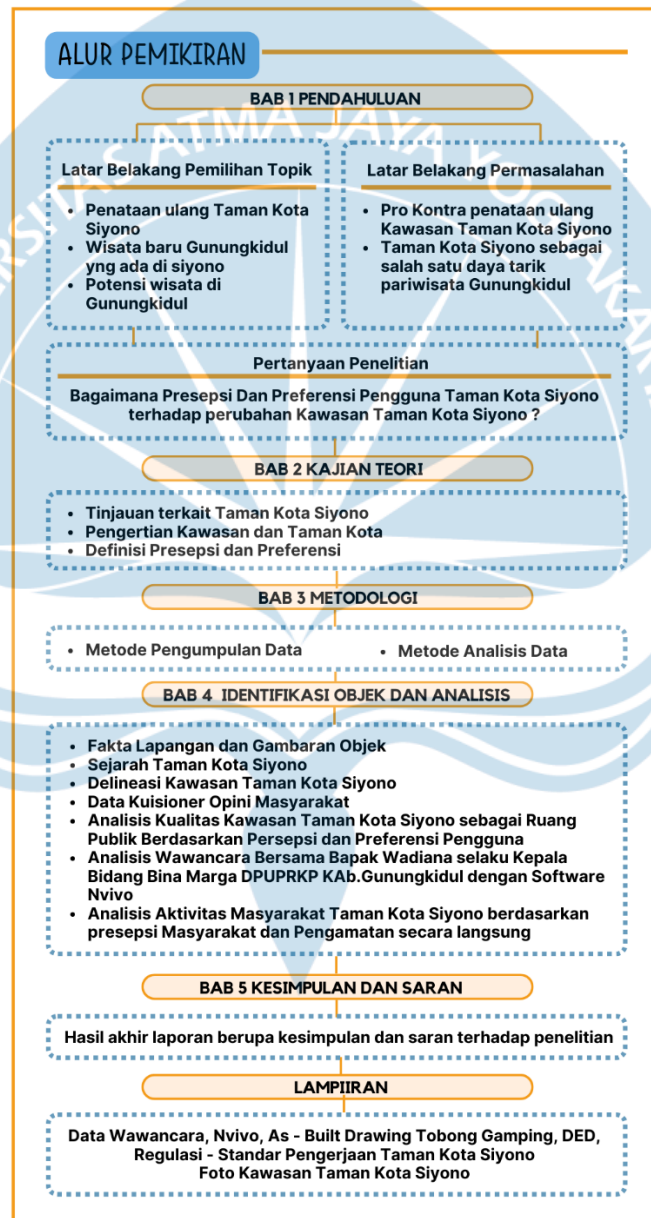 ALUR PEMIKIRAN
BAB 1 PENDAHULUAN
Latar Belakang Pemilihan Topik
• Penataan ulang Taman Kota
Siyono
• Wisata baru Gunungkidul
yng ada di siyono
• Potensi wisata di
Gunungkidul
Latar Belakang Permasalahan
• Pro Kontra penataan ulang
Kawasan Taman Kota Siyono
• Taman Kota Siyono sebagai
salah satu daya tarik
pariwisata Gunungkidul
Pertanyaan Penelitian
Bagaimana Presepsi Dan Preferensi Pengguna Taman Kota Siyono
terhadap perubahan Kawasan Taman Kota Siyono ?
BAB 2 KAJIAN TEORI
• Tinjauan terkait Taman Kota Siyono
• Pengertian Kawasan dan Taman Kota
• Definisi Presepsi dan Preferensi
BAB 3 METODOLOGI
• Metode Pengumpulan Data
• Metode Analisis Data
BAB 4 IDENTIFIKASI OBJEK DAN ANALISIS
• Fakta Lapangan dan Gambaran Objek
• Sejarah Taman Kota Siyono
• Delineasi Kawasan Taman Kota Siyono
• Data Kuisioner Opini Masyarakat
• Analisis Kualitas Kawasan Taman Kota Siyono sebagai Ruang
Publik Berdasarkan Persepsi dan Preferensi Pengguna
• Analisis Wawancara Bersama Bapak Wadiana selaku Kepala
Bidang Bina Marga DPUPRKP KAb.Gunungkidul dengan Software
Nvivo
• Analisis Aktivitas Masyarakat Taman Kota Siyono berdasarkan
presepsi Masyarakat dan Pengamatan secara langsung
BAB 5 KESIMPULAN DAN SARAN
Hasil akhir laporan berupa kesimpulan dan saran terhadap penelitian
LAMPIIRAN
Data Wawancara, Nvivo, As - Built Drawing Tobong Gamping, DED,
Regulasi - Standar Pengerjaan Taman Kota Siyono
Foto Kawasan Taman Kota Siyono
ATMA JAYA